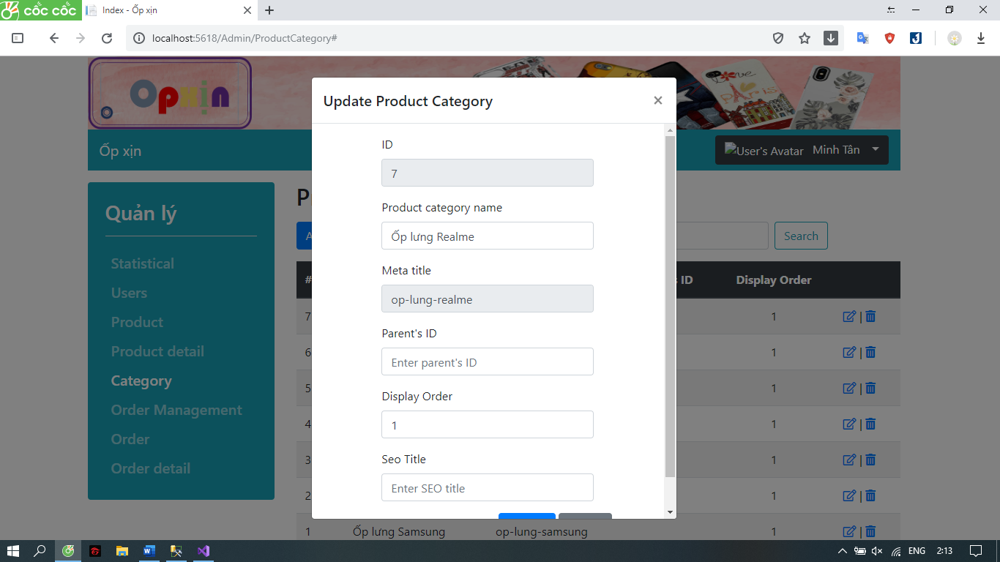 cốc cốc
Index - Ốp xịn
localhost:5618/Admin/ProductCategory#
Opxịn
Ốp xịn
User's Avatar Minh Tân
Quản lý
Statistical
Users
Product
Product detail
Category
Order Management
Order
Order detail
Search
# ID Display Order
7 1 |
6 1 |
5 1 |
4 1 |
3 1 |
2 1 |
1 Ốp lưng Samsung op-lung-samsung 1 |
Update Product Category ×
ID
7
Product category name
Ốp lưng Realme
Meta title
op-lung-realme
Parent's ID
Enter parent's ID
Display Order
1
Seo Title
Enter SEO title
ENG 2:13